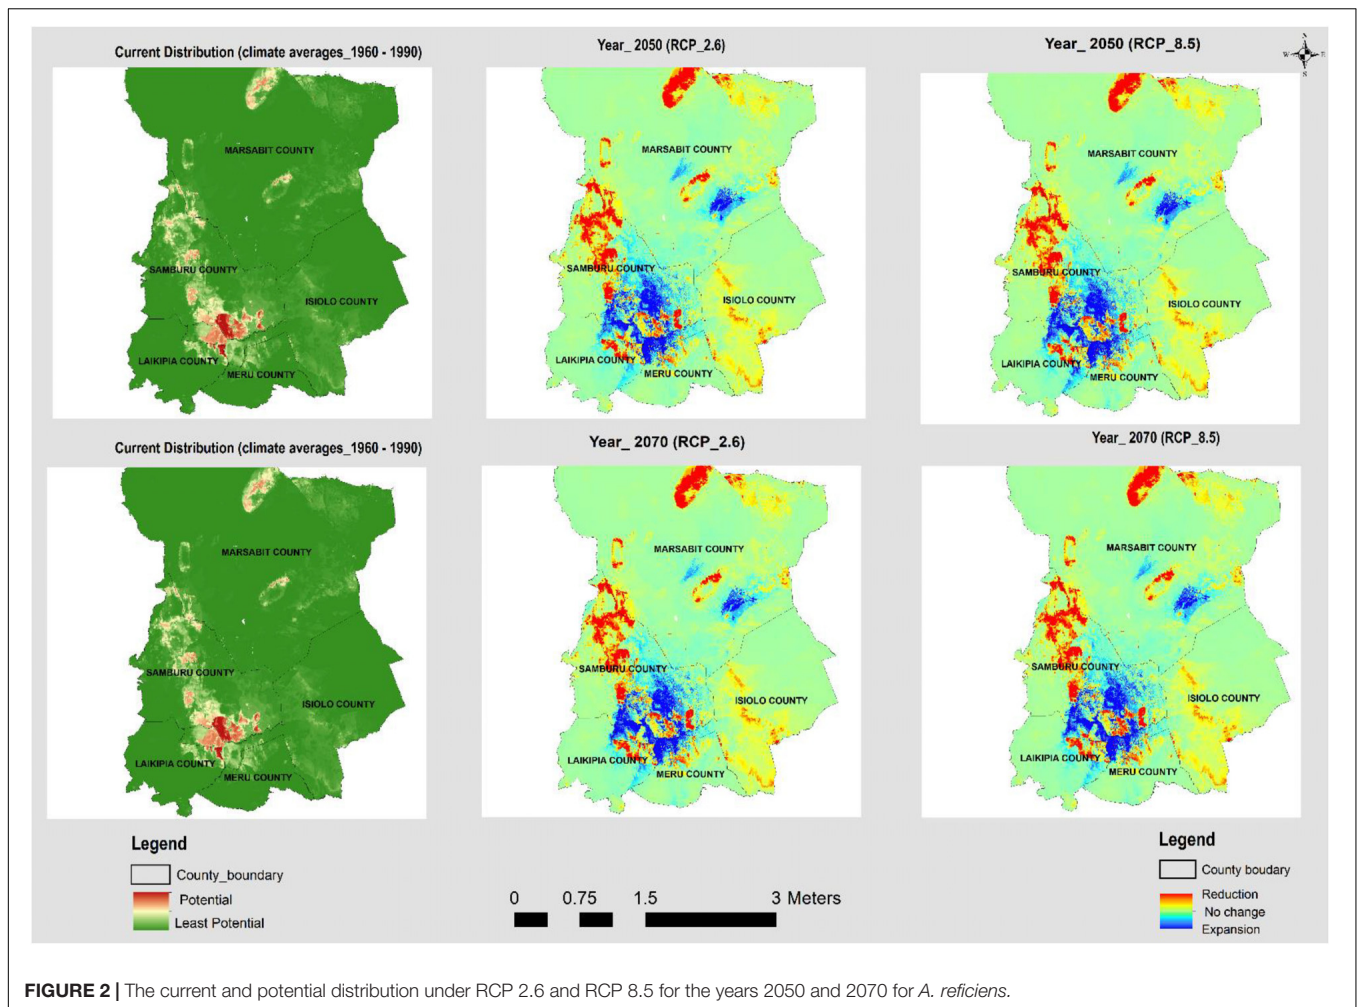 Current Distribution (climate averages_1960 - 1990)
Year_ 2050 (RCP_2.6)
Year_ 2050 (RCP_8.5)
N
W E
S
MARSABIT COUNTY
SAMBURU COUNTY
ISIOLO COUNTY
LAIKIPIA COUNTY
MERU COUNTY
MARSABIT COUNTY
SAMBURU COUNTY
ISIOLO COUNTY
LAIKIPIA COUNTY
MERU COUNTY
MARSABIT COUNTY
SAMBURU COUNTY
ISIOLO COUNTY
LAIKIPIA COUNTY
MERU COUNTY
Current Distribution (climate averages_1960 - 1990)
Year_ 2070 (RCP_2.6)
Year_ 2070 (RCP_8.5)
MARSABIT COUNTY
SAMBURU COUNTY
ISIOLO COUNTY
LAIKIPIA COUNTY
MERU COUNTY
MARSABIT COUNTY
SAMBURU COUNTY
ISIOLO COUNTY
LAIKIPIA COUNTY
MERU COUNTY
MARSABIT COUNTY
SAMBURU COUNTY
ISIOLO COUNTY
LAIKIPIA COUNTY
MERU COUNTY
Legend
County_boundary
Potential
Least Potential
0 0.75 1.5 3 Meters
Legend
County boudary
Reduction
No change
Expansion
FIGURE 2 | The current and potential distribution under RCP 2.6 and RCP 8.5 for the years 2050 and 2070 for A. reficiens.